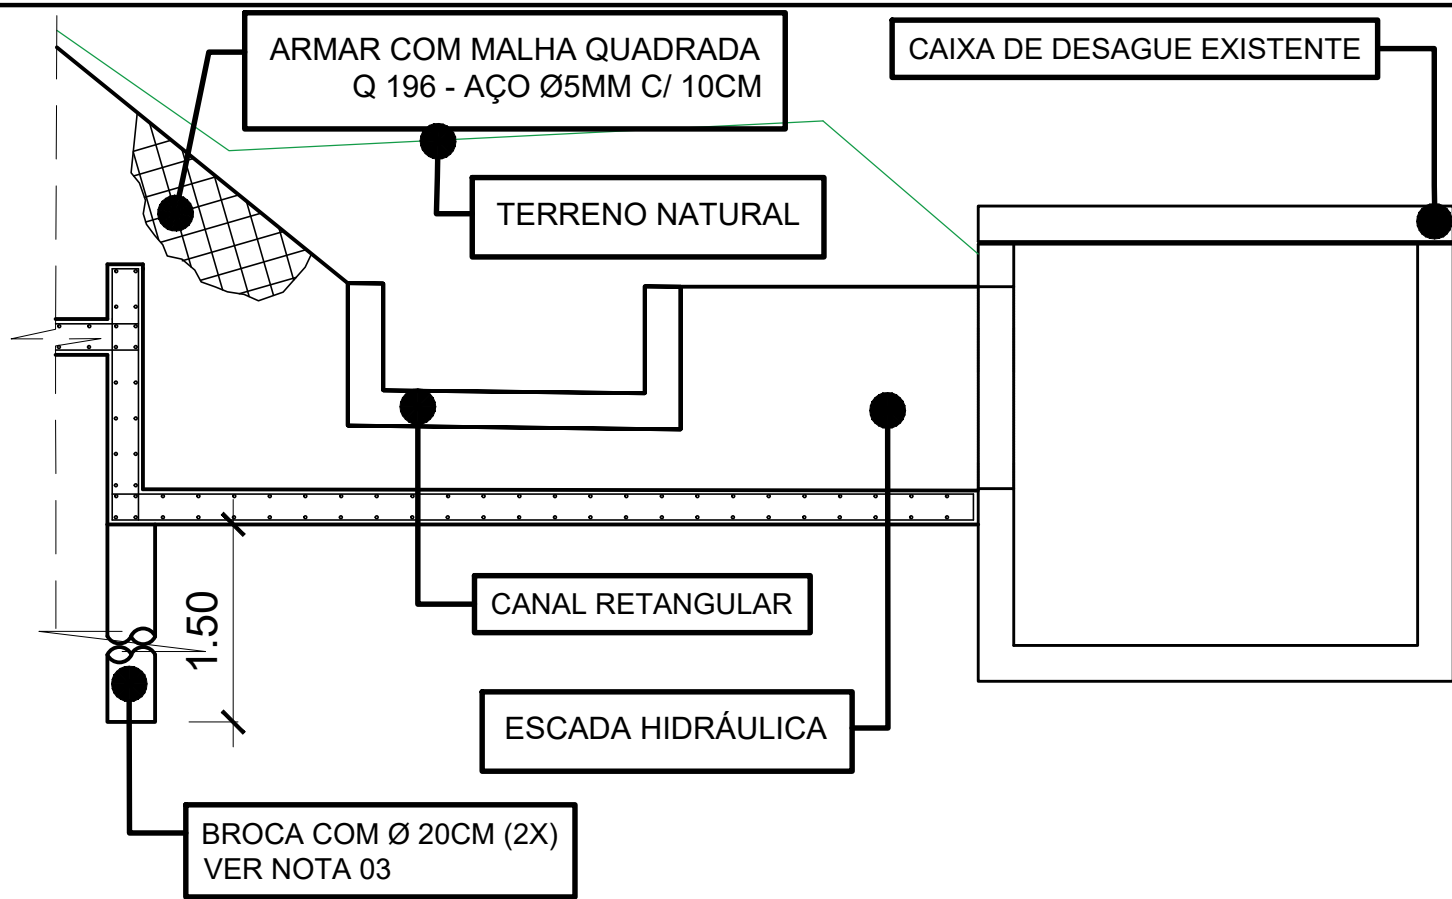 ARMAR COM MALHA QUADRADA
Q 196 - AÇO Ø5MM C/ 10CM
CAIXA DE DESAGUE EXISTENTE
TERRENO NATURAL
CANAL RETANGULAR
1.50
ESCADA HIDRÁULICA
BROCA COM Ø 20CM (2X)
VER NOTA 03